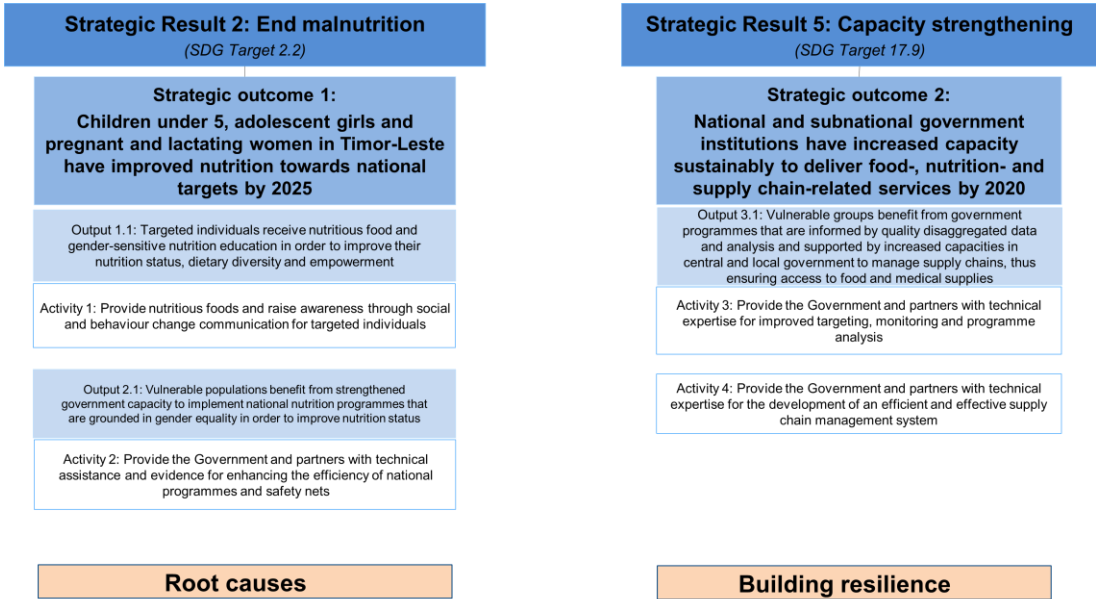 Strategic Result 2: End malnutrition
(SDG Target 2.2)
Strategic outcome 1:
Children under 5, adolescent girls and
pregnant and lactating women in Timor-Leste
have improved nutrition towards national
targets by 2025
Output 1.1: Targeted individuals receive nutritious food and
gender-sensitive nutrition education in order to improve their
nutrition status, dietary diversity and empowerment
Activity 1: Provide nutritious foods and raise awareness through social
and behaviour change communication for targeted individuals
Output 2.1: Vulnerable populations benefit from strengthened
government capacity to implement national nutrition programmes that
are grounded in gender equality in order to improve nutrition status
Activity 2: Provide the Government and partners with technical
assistance and evidence for enhancing the efficiency of national
programmes and safety nets
Root causes
Strategic Result 5: Capacity strengthening
(SDG Target 17.9)
Strategic outcome 2:
National and subnational government
institutions have increased capacity
sustainably to deliver food-, nutrition- and
supply chain-related services by 2020
Output 3.1: Vulnerable groups benefit from government
programmes that are informed by quality disaggregated data
and analysis and supported by increased capacities in
central and local government to manage supply chains, thus
ensuring access to food and medical supplies
Activity 3: Provide the Government and partners with technical
expertise for improved targeting, monitoring and programme
analysis
Activity 4: Provide the Government and partners with technical
expertise for the development of an efficient and effective supply
chain management system
Building resilience